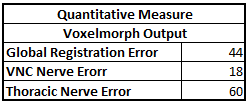 Quantitative Measure
Voxelmorph Output
Global Registration Error 44
VNC Nerve Erorr 18
Thoracic Nerve Error 60